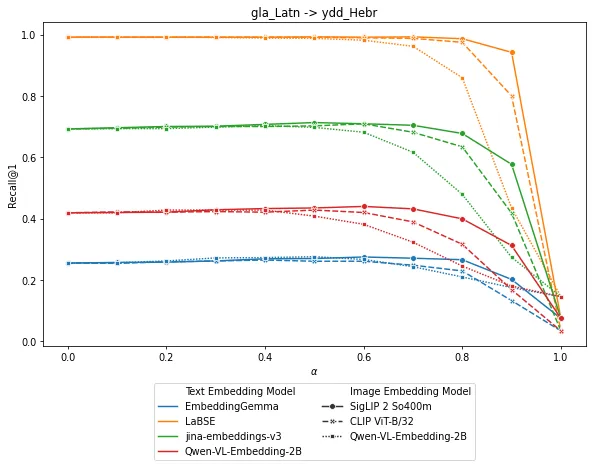 gla_Latn -> ydd_Hebr
Recall@1
1.0
0.8
0.6
0.4
0.2
0.0
0.0 0.2 0.4 0.6 0.8 1.0
α
Text Embedding Model Image Embedding Model
EmbeddingGemma SigLIP 2 So400m
LaBSE CLIP ViT-B/32
jina-embeddings-v3 Qwen-VL-Embedding-2B
Qwen-VL-Embedding-2B